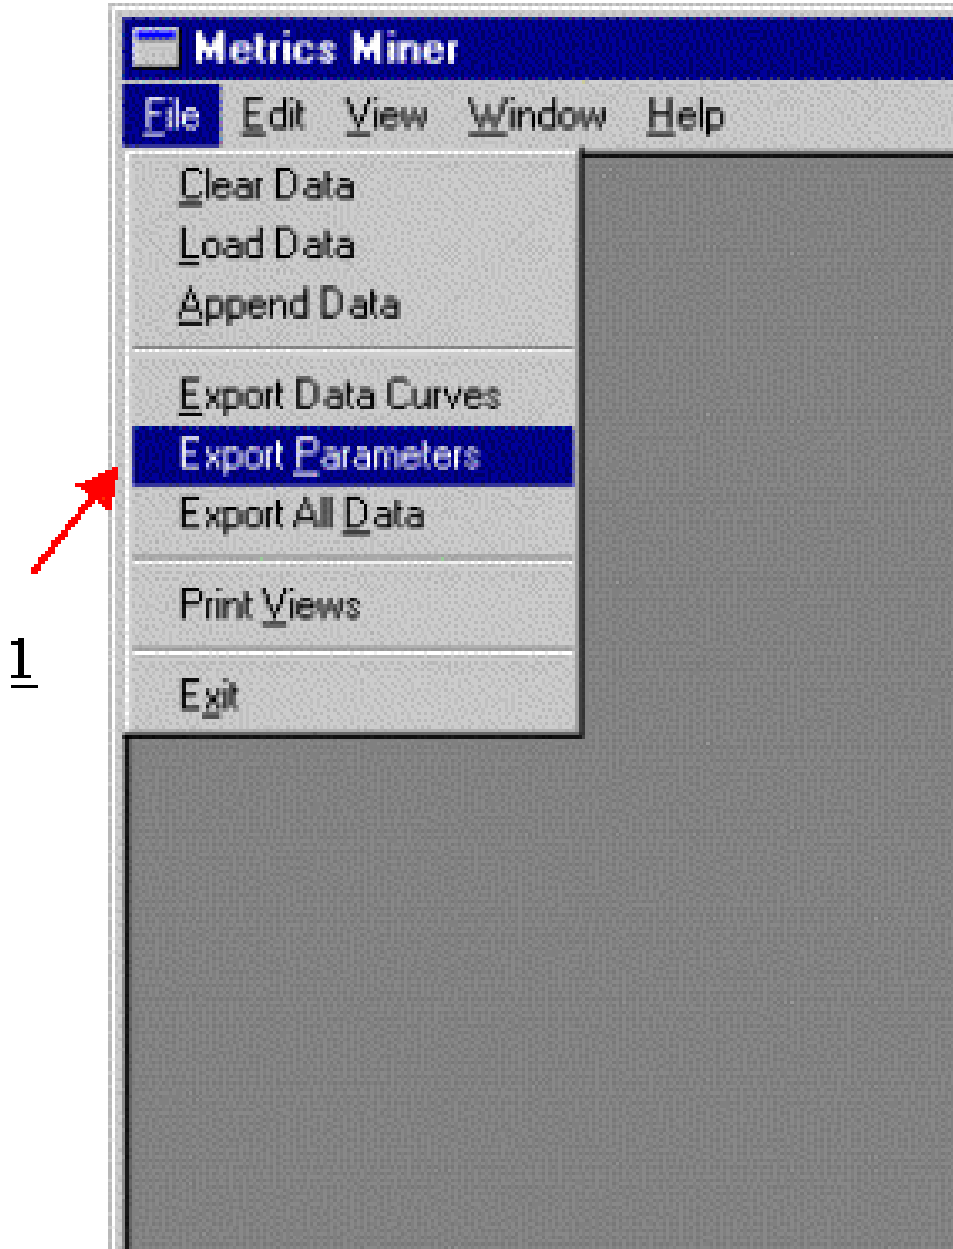 Metrics Miner
File Edit View Window Help
Clear Data
Load Data
Append Data
Export Data Curves
Export Parameters
Export All Data
1
Print Views
Exit